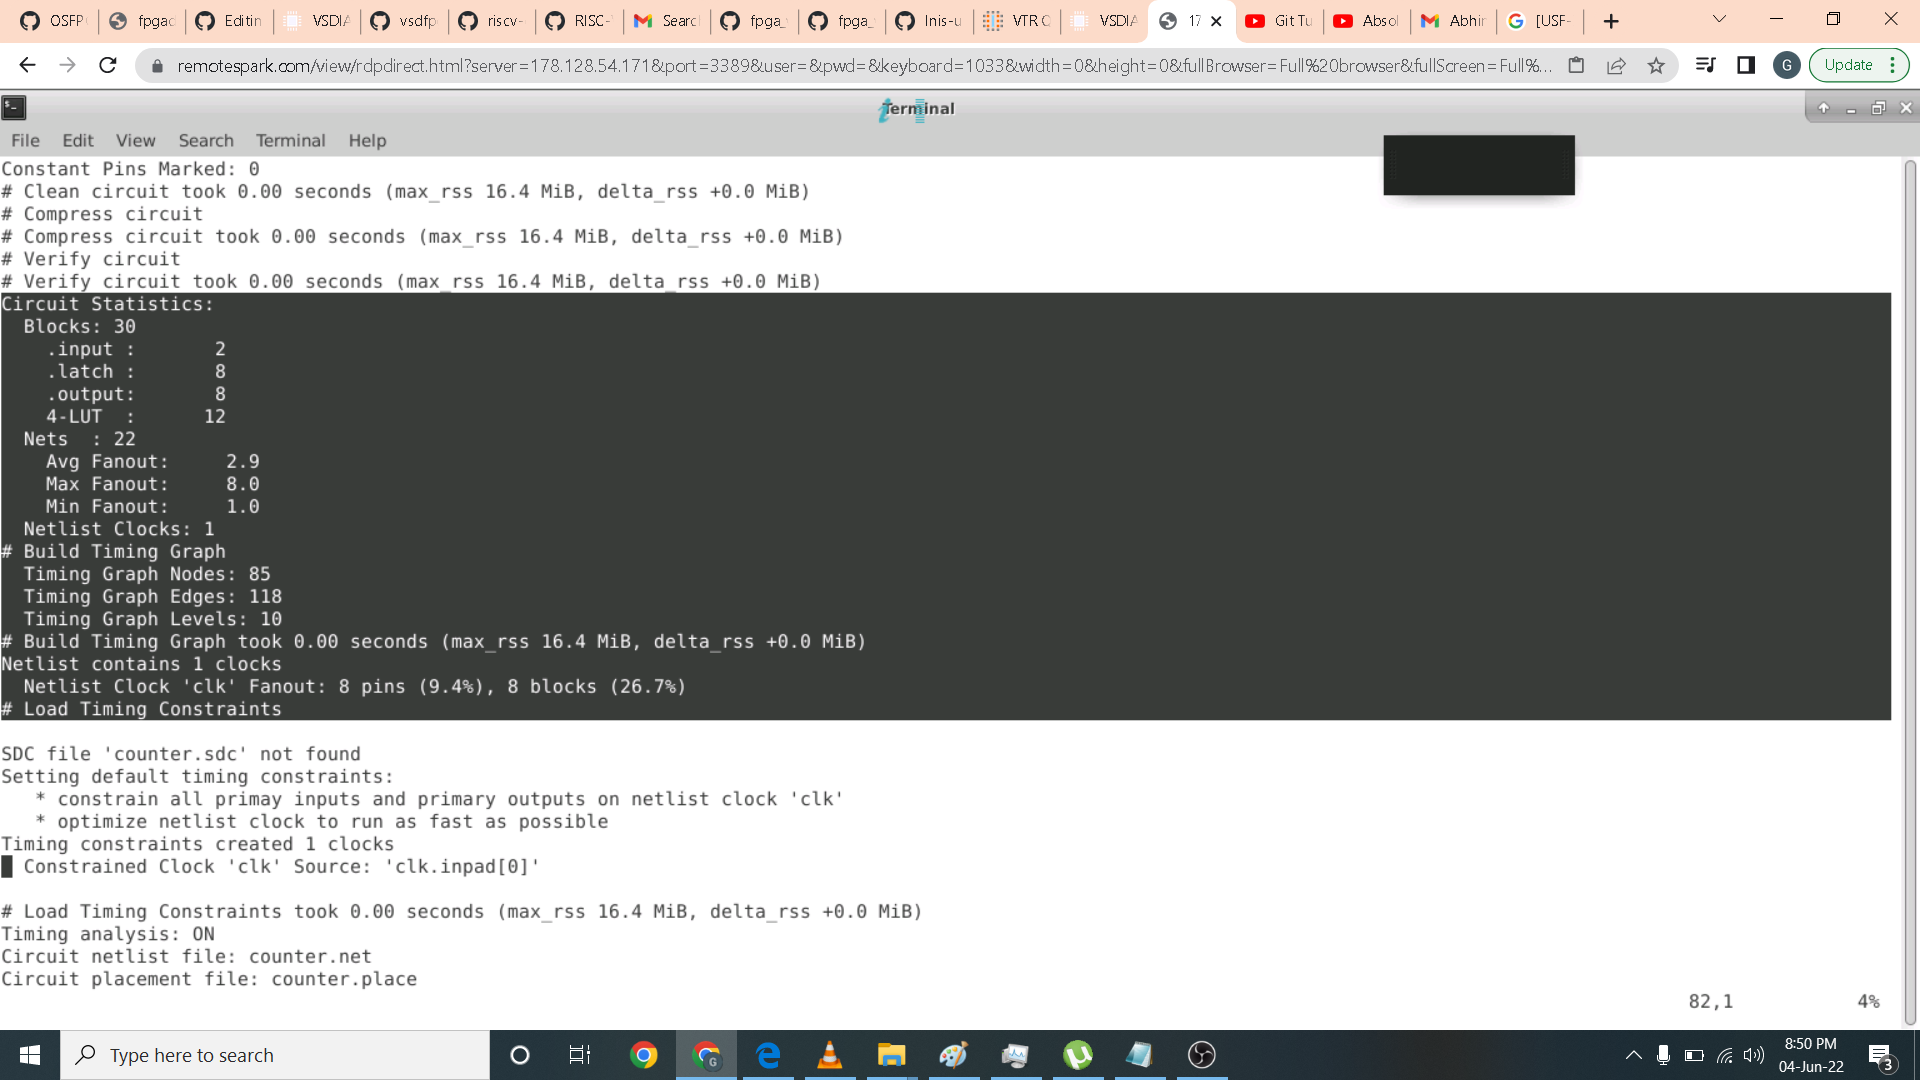 OSFP
fpgac
Editin
VSDIA
vsdfp
riscv-
RISC-
Searc
fpga_
fpga_
Inis-u
VTR C
VSDIA
17
Git Tu
Absol
Abhir
[USF-
remotespark.com/view/rdpdirect.html?server=178.128.54.171&port=3389&user=&pwd=&keyboard=1033&width=0&height=0&fullBrowser=Full%20browser&fullScreen=Full%...
G
Update
Terminal
File Edit View Search Terminal Help
Constant Pins Marked: 0
# Clean circuit took 0.00 seconds (max_rss 16.4 MiB, delta_rss +0.0 MiB)
# Compress circuit
# Compress circuit took 0.00 seconds (max_rss 16.4 MiB, delta_rss +0.0 MiB)
# Verify circuit
# Verify circuit took 0.00 seconds (max_rss 16.4 MiB, delta_rss +0.0 MiB)
Circuit Statistics:
Blocks: 30
.input : 2
.latch : 8
.output: 8
4-LUT : 12
Nets : 22
Avg Fanout: 2.9
Max Fanout: 8.0
Min Fanout: 1.0
Netlist Clocks: 1
# Build Timing Graph
Timing Graph Nodes: 85
Timing Graph Edges: 118
Timing Graph Levels: 10
# Build Timing Graph took 0.00 seconds (max_rss 16.4 MiB, delta_rss +0.0 MiB)
Netlist contains 1 clocks
Netlist Clock 'clk' Fanout: 8 pins (9.4%), 8 blocks (26.7%)
# Load Timing Constraints
SDC file 'counter.sdc' not found
Setting default timing constraints:
* constrain all primay inputs and primary outputs on netlist clock 'clk'
* optimize netlist clock to run as fast as possible
Timing constraints created 1 clocks
Constrained Clock 'clk' Source: 'clk.inpad[0]'
# Load Timing Constraints took 0.00 seconds (max_rss 16.4 MiB, delta_rss +0.0 MiB)
Timing analysis: ON
Circuit netlist file: counter.net
Circuit placement file: counter.place
82,1 4%
Type here to search
8:50 PM
04-Jun-22
3